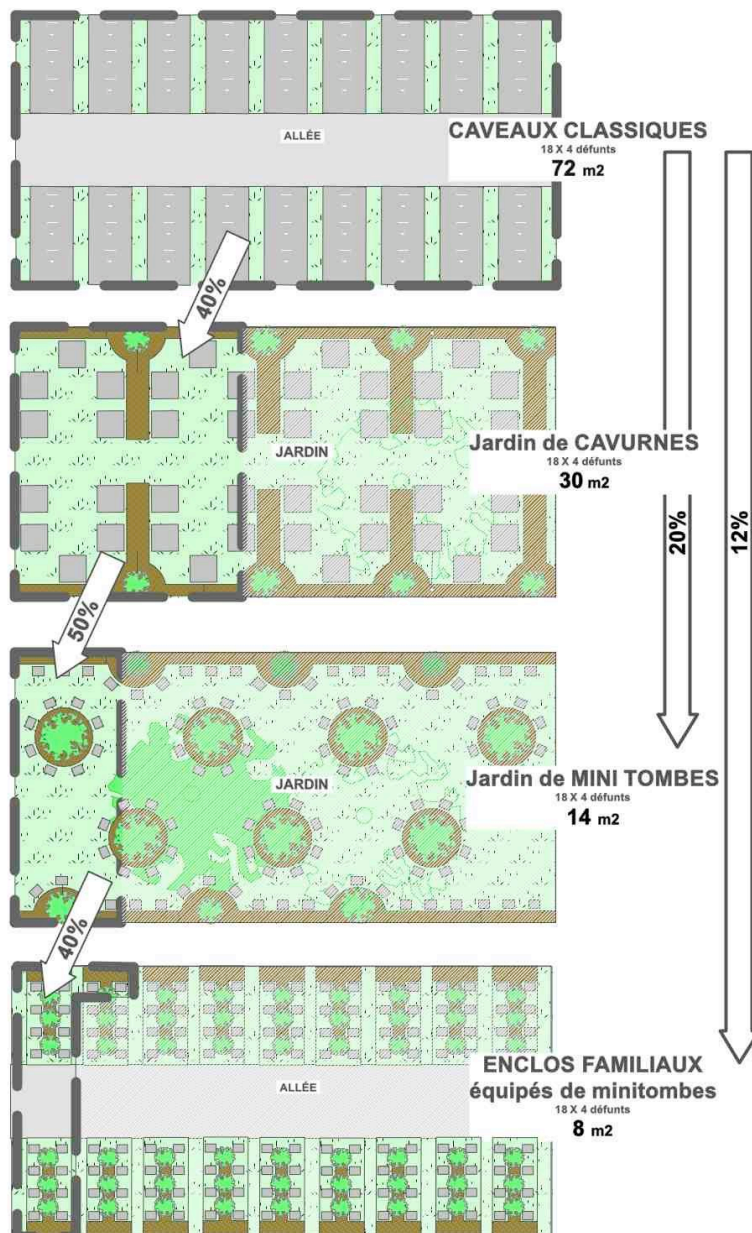 ALLÉE
CAVEAUX CLASSIQUES
18 X 4 défunts
72 m2
40%
JARDIN
Jardin de CAVURNES
18 X 4 défunts
30 m2
20%
12%
50%
JARDIN
Jardin de MINI TOMBES
18 X 4 défunts
14 m2
40%
ALLÉE
ENCLOS FAMILIAUX
équipés de minitombes
18 X 4 défunts
8 m2